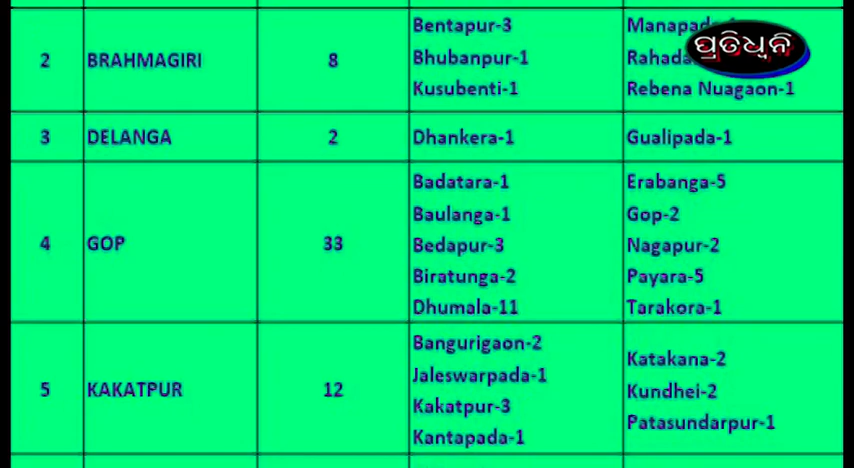 2 BRAHMAGIRI 8 Bentapur-3
Bhubanpur-1
Kusubenti-1
Rebena Nuagaon-1
ପ୍ରତିଧ୍ୱନି
3 DELANGA 2 Dhankera-1 Gualipada-1
4 GOP 33 Badatara-1
Baulanga-1
Bedapur-3
Biratunga-2
Dhumala-11
Erabanga-5
Gop-2
Nagapur-2
Payara-5
Tarakora-1
5 KAKATPUR 12 Bangurigaon-2
Jaleswarpada-1
Kakatpur-3
Kantapada-1
Katakana-2
Kundhei-2
Patasundarpur-1